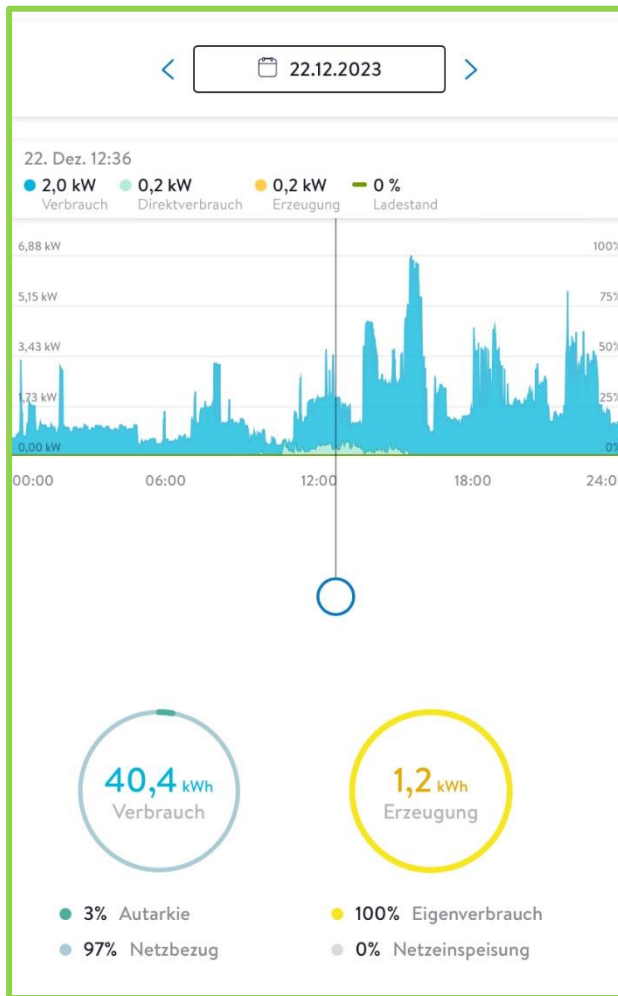 22.12.2023
22. Dez. 12:36
2,0 kW 0,2 kW 0,2 kW 0 %
Verbrauch Direktverbrauch Erzeugung Ladestand
6,88 kW 100%
5,15 kW 75%
3,43 kW 50%
1,73 kW 25%
0,00 kW 0%
00:00 06:00 12:00 18:00 24:0
40,4 kWh 1,2 kWh
Verbrauch Erzeugung
3% Autarkie 100% Eigenverbrauch
97% Netzbezug 0% Netzeinspeisung